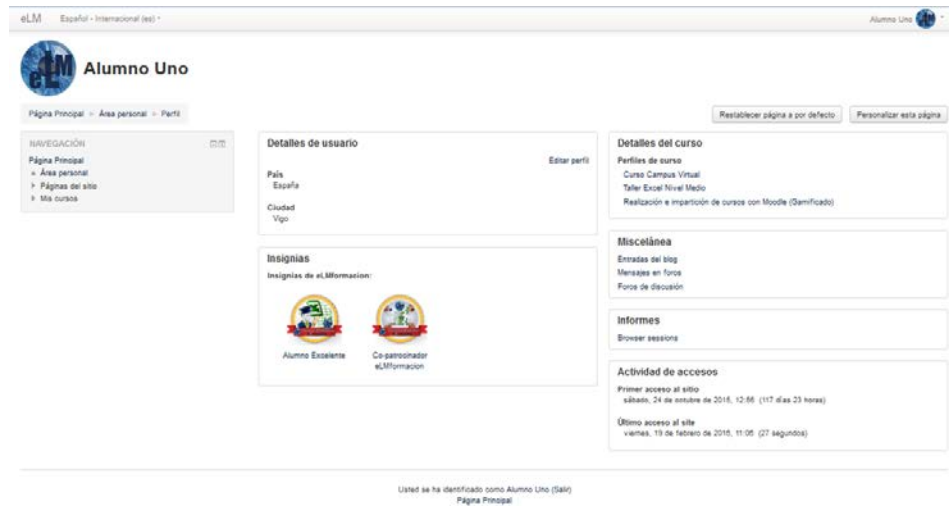 eLM Español - Internacional (es)
Alumno Uno
eLM
Alumno Uno
Página Principal Área personal Perfil
Restablecer página a por defecto
Personalizar esta página
NAVEGACIÓN
Página Principal
Área personal
Páginas del sitio
Mis cursos
Detalles de usuario
Editar perfil
País
España
Ciudad
Vigo
Insignias
Insignias de eLMformacion:
Alumno Excelente
Co-patrocinador
eLMformacion
Detalles del curso
Perfiles de curso
Curso Campus Virtual
Taller Excel Nivel Medio
Realización e impartición de cursos con Moodle (Gamificado)
Miscelánea
Entradas del blog
Mensajes en foros
Foros de discusión
Informes
Browser sessions
Actividad de accesos
Primer acceso al sitio
sábado, 24 de octubre de (117 días 23 horas)
Último acceso al site
viernes, 19 de febrero de 2016, (27 segundos)
Usted se ha identificado como Alumno Uno (Salir)
Página Principal